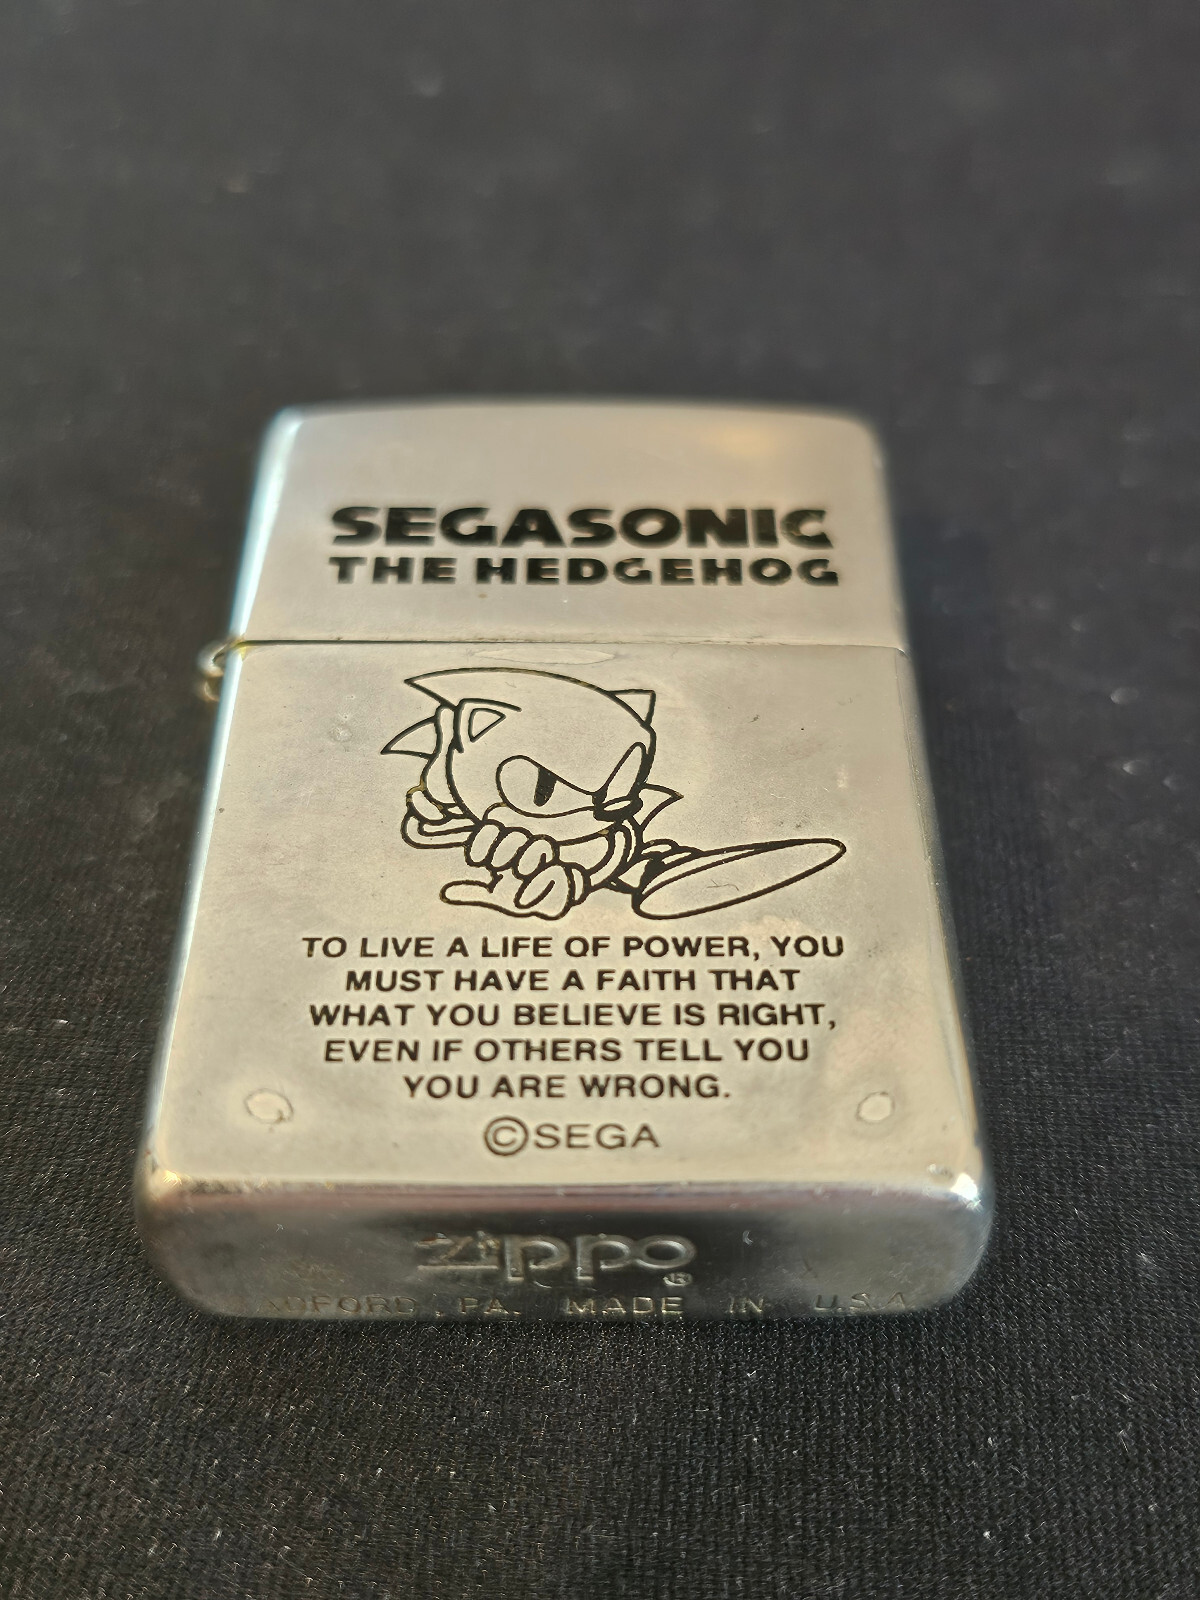 SEGASONIC
THE HEDGEHOG
TO LIVE A LIFE OF POWER, YOU
MUST HAVE A FAITH THAT
WHAT YOU BELIEVE IS RIGHT,
EVEN IF OTHERS TELL YOU
YOU ARE WRONG.
©SEGA
Zippo®
ADFORD, PA. MADE IN U.S.A